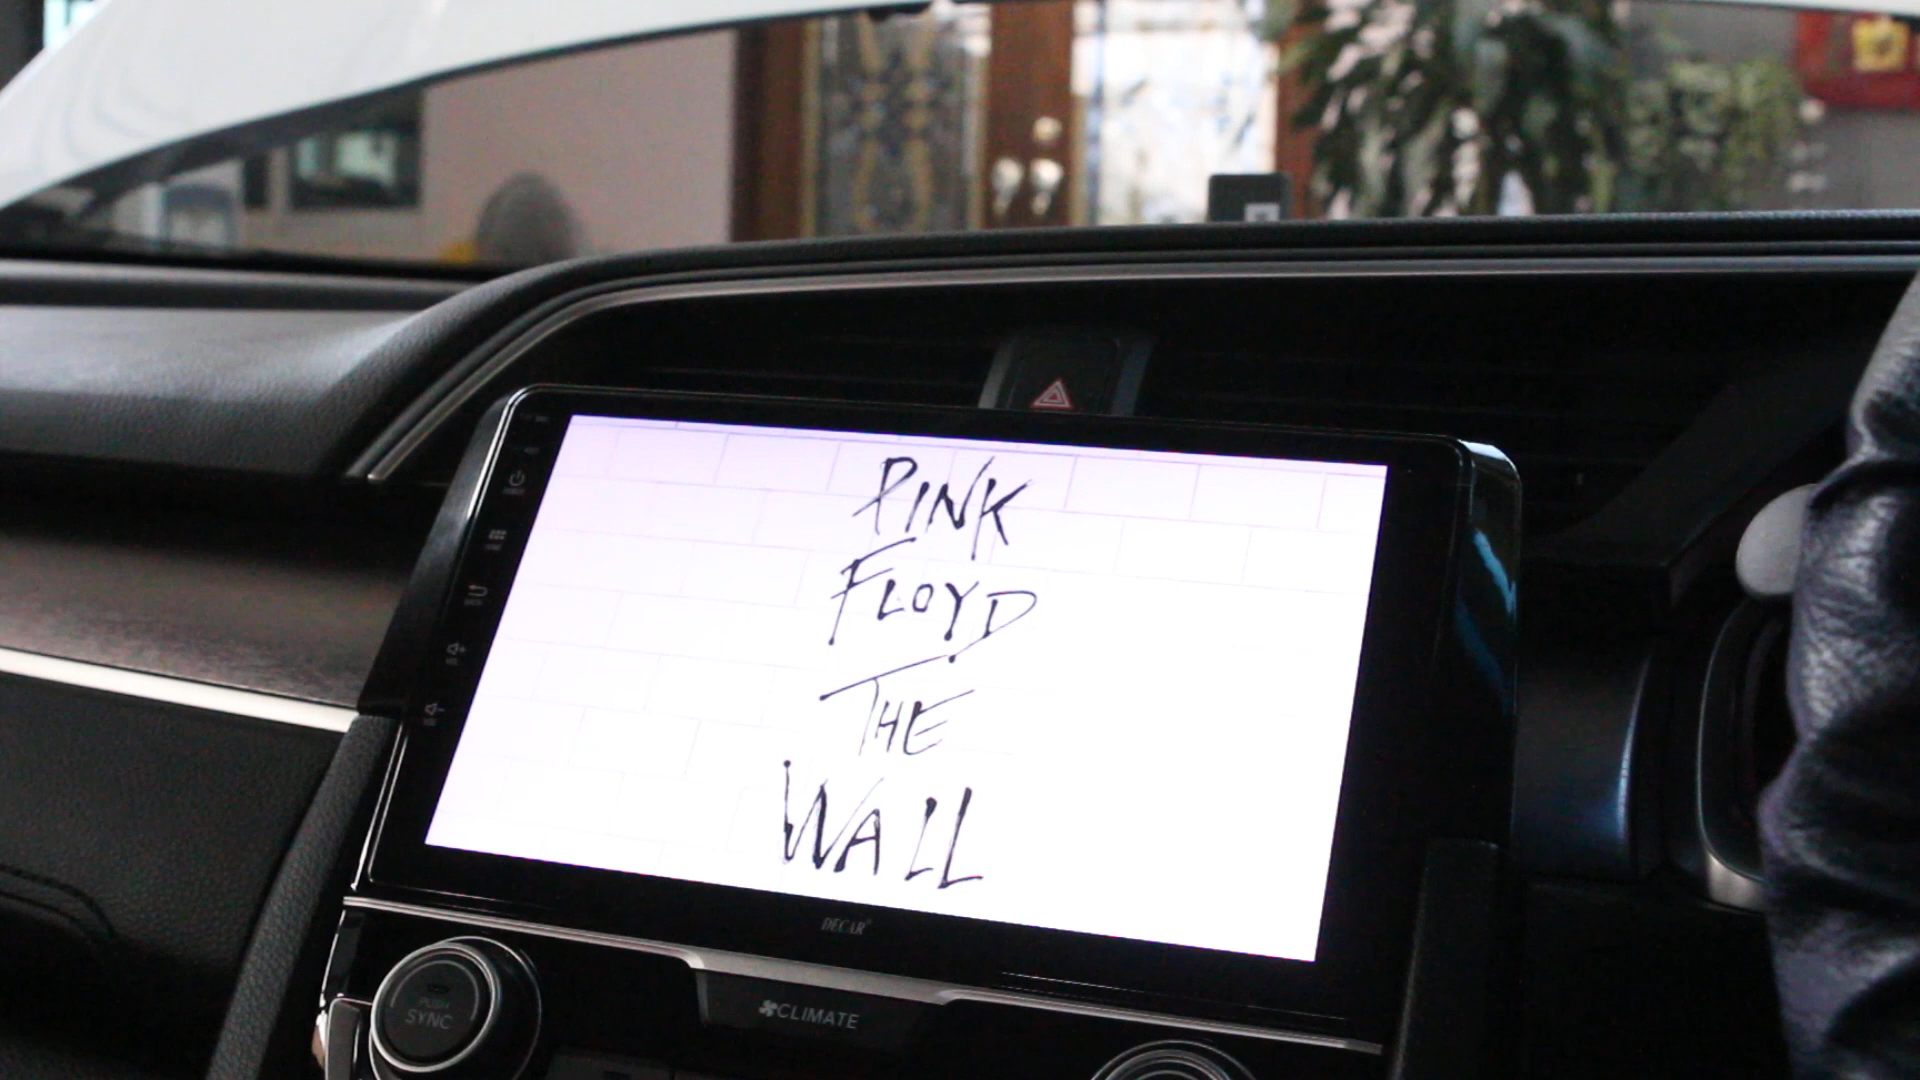 PINK
FLOYD
THE
WALL
DECAR®
PUSH
SYNC
CLIMATE